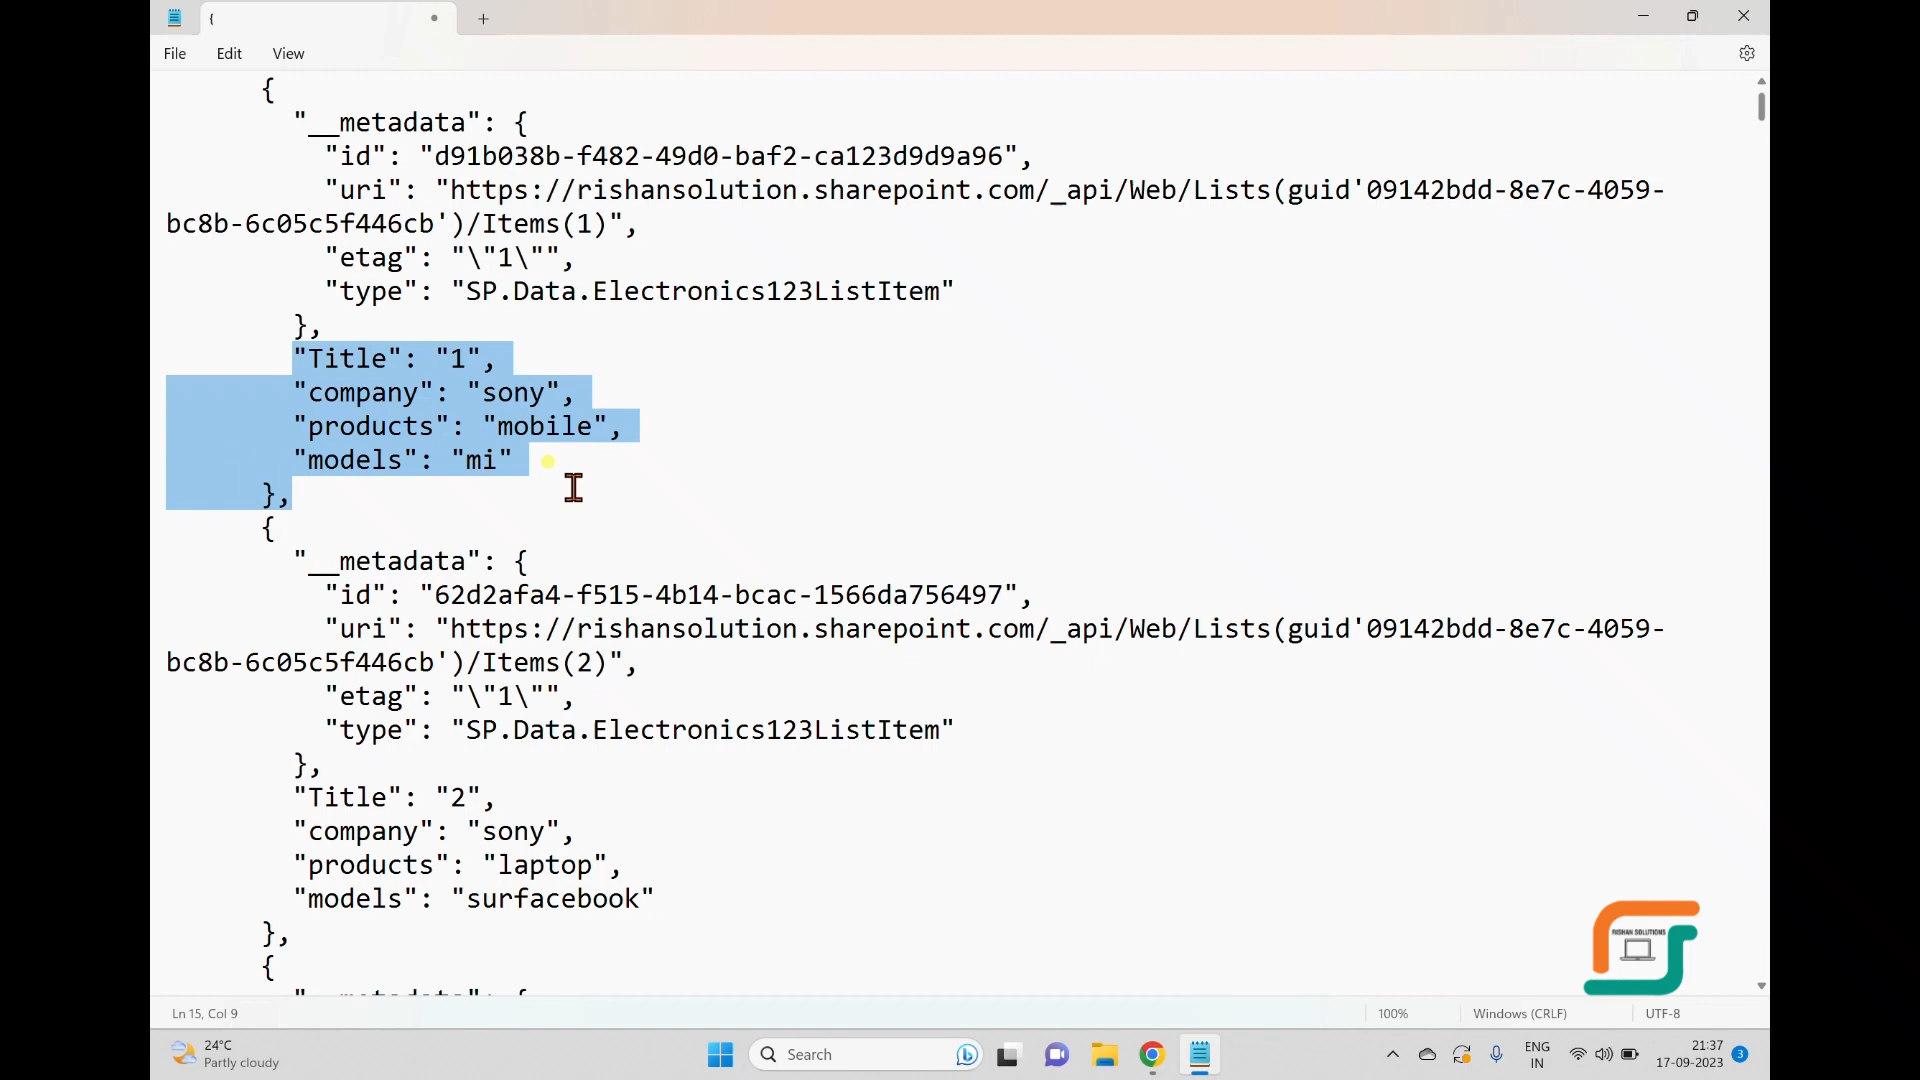 {
File Edit View
{
"__metadata": {
"id": "d91b038b-f482-49d0-baf2-ca123d9d9a96",
"uri": "https://rishansolution.sharepoint.com/_api/Web/Lists(guid'09142bdd-8e7c-4059-
bc8b-6c05c5f446cb')/Items(1)",
"etag": "\"1\"",
"type": "SP.Data.Electronics123ListItem"
},
"Title": "1",
"company": "sony",
"products": "mobile",
"models": "mi"
},
{
"__metadata": {
"id": "62d2afa4-f515-4b14-bcac-1566da756497",
"uri": "https://rishansolution.sharepoint.com/_api/Web/Lists(guid'09142bdd-8e7c-4059-
bc8b-6c05c5f446cb')/Items(2)",
"etag": "\"1\"",
"type": "SP.Data.Electronics123ListItem"
},
"Title": "2",
"company": "sony",
"products": "laptop",
"models": "surfacebook"
},
{
RISHAN SOLUTIONS
Ln 15, Col 9 100% Windows (CRLF) UTF-8
24°C
Partly cloudy
Search
ENG
IN
21:37
17-09-2023
3